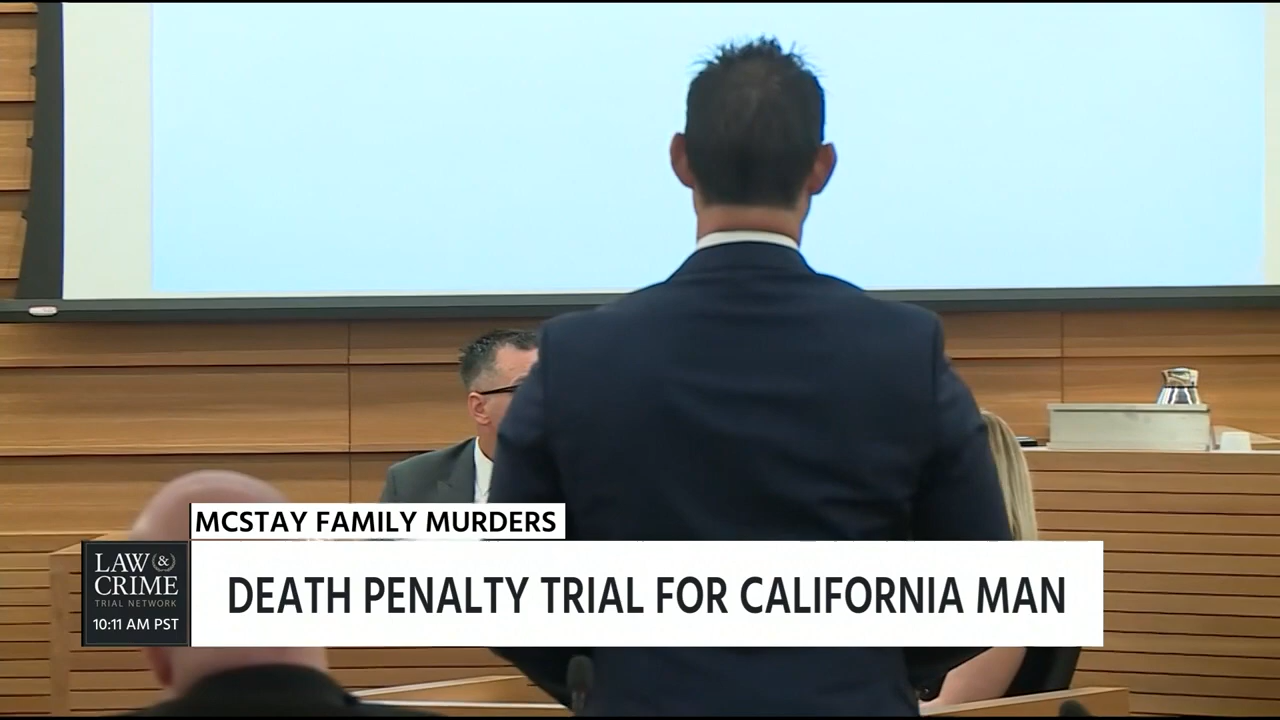 MCSTAY FAMILY MURDERS
LAW &
CRIME
TRIAL NETWORK
10:11 AM PST
DEATH PENALTY TRIAL FOR CALIFORNIA MAN